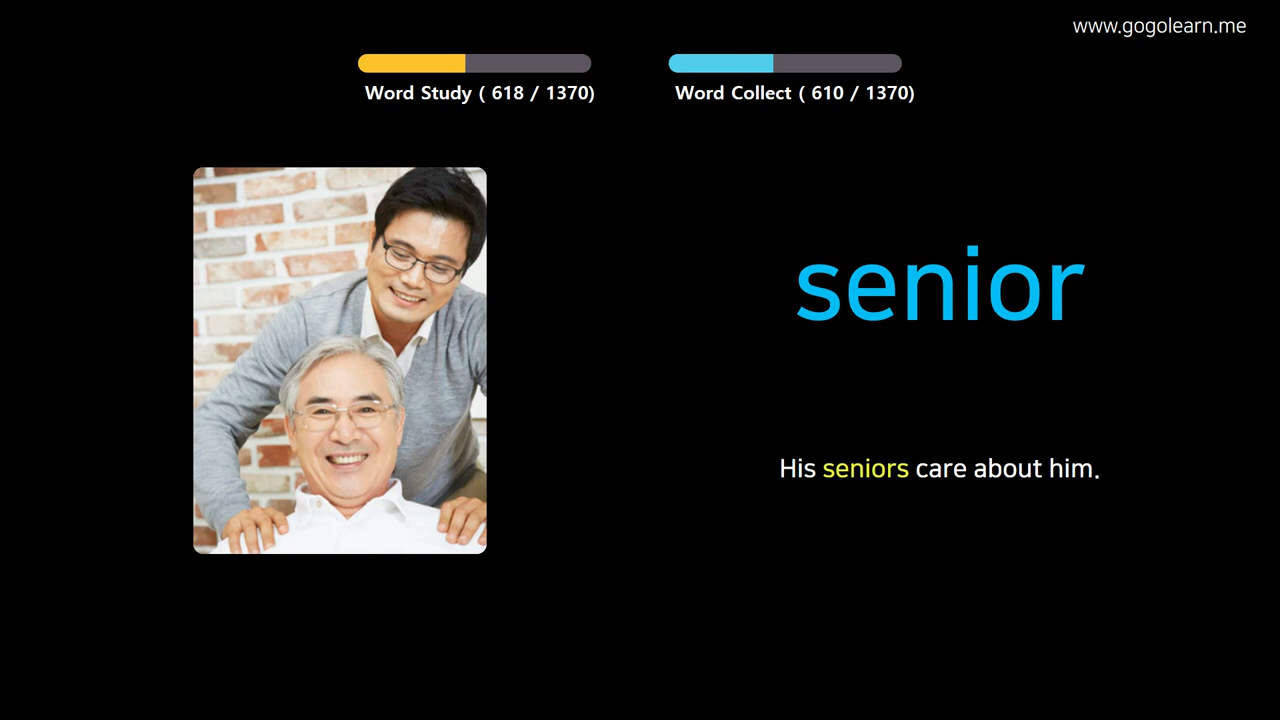 www.gogolearn.me
Word Study ( 618 / 1370)
Word Collect ( 610 / 1370)
senior
His seniors care about him.